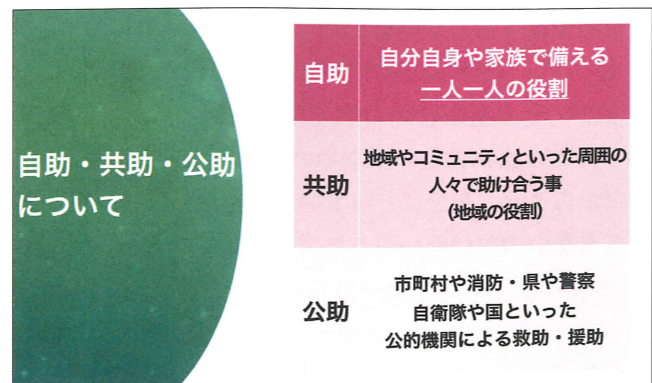 自助・共助・公助
について
自助
自分自身や家族で備える
一人一人の役割
共助
地域やコミュニティといった周囲の
人々で助け合う事
(地域の役割)
公助
市町村や消防・県や警察
自衛隊や国といった
公的機関による救助・援助